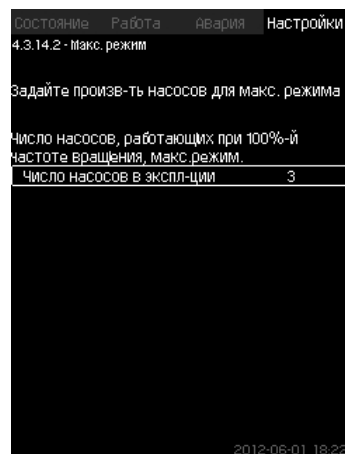 Состояние Работа Авария Настройки
4.3.14.2 - Макс. режим
Задайте произв-ть насосов для макс. режима
Число насосов, работающих при 100%-й
частоте вращения, макс.режим.
Число насосов в экспл-ции 3
2012-06-01 18:22